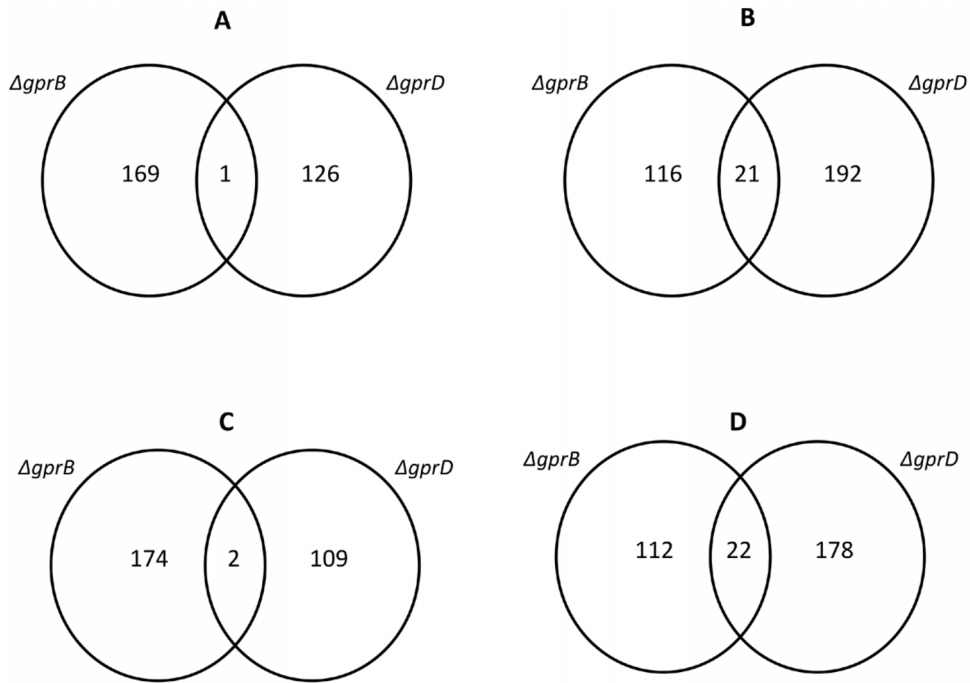 A
B
ΔgprB
ΔgprD
ΔgprB
ΔgprD
169
1
126
116
21
192
C
D
ΔgprB
ΔgprD
ΔgprB
ΔgprD
174
2
109
112
22
178